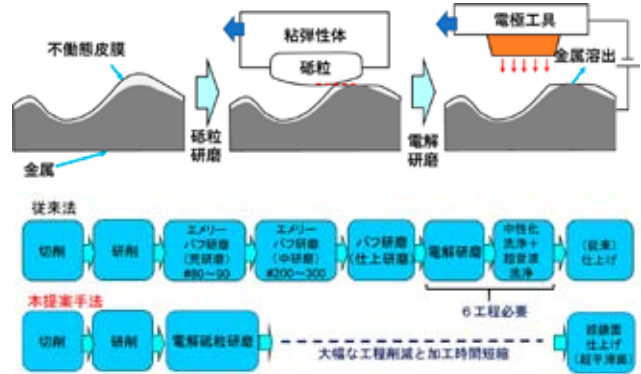 不働態皮膜
金属
砥粒
研磨
粘弾性体
砥粒
電解
研磨
電極工具
金属溶出
従来法
切削
研削
エメリー
バフ研磨
(荒研磨)
#80～90
エメリー
バフ研磨
(中研磨)
#200～300
バフ研磨
(仕上研磨)
電解研磨
中性化
洗浄＋
超音波
洗浄
(従来)
仕上げ
6工程必要
本提案手法
切削
研削
電解砥粒研磨
大幅な工程削減と加工時間短縮
超鏡面
仕上げ
(超平滑面)